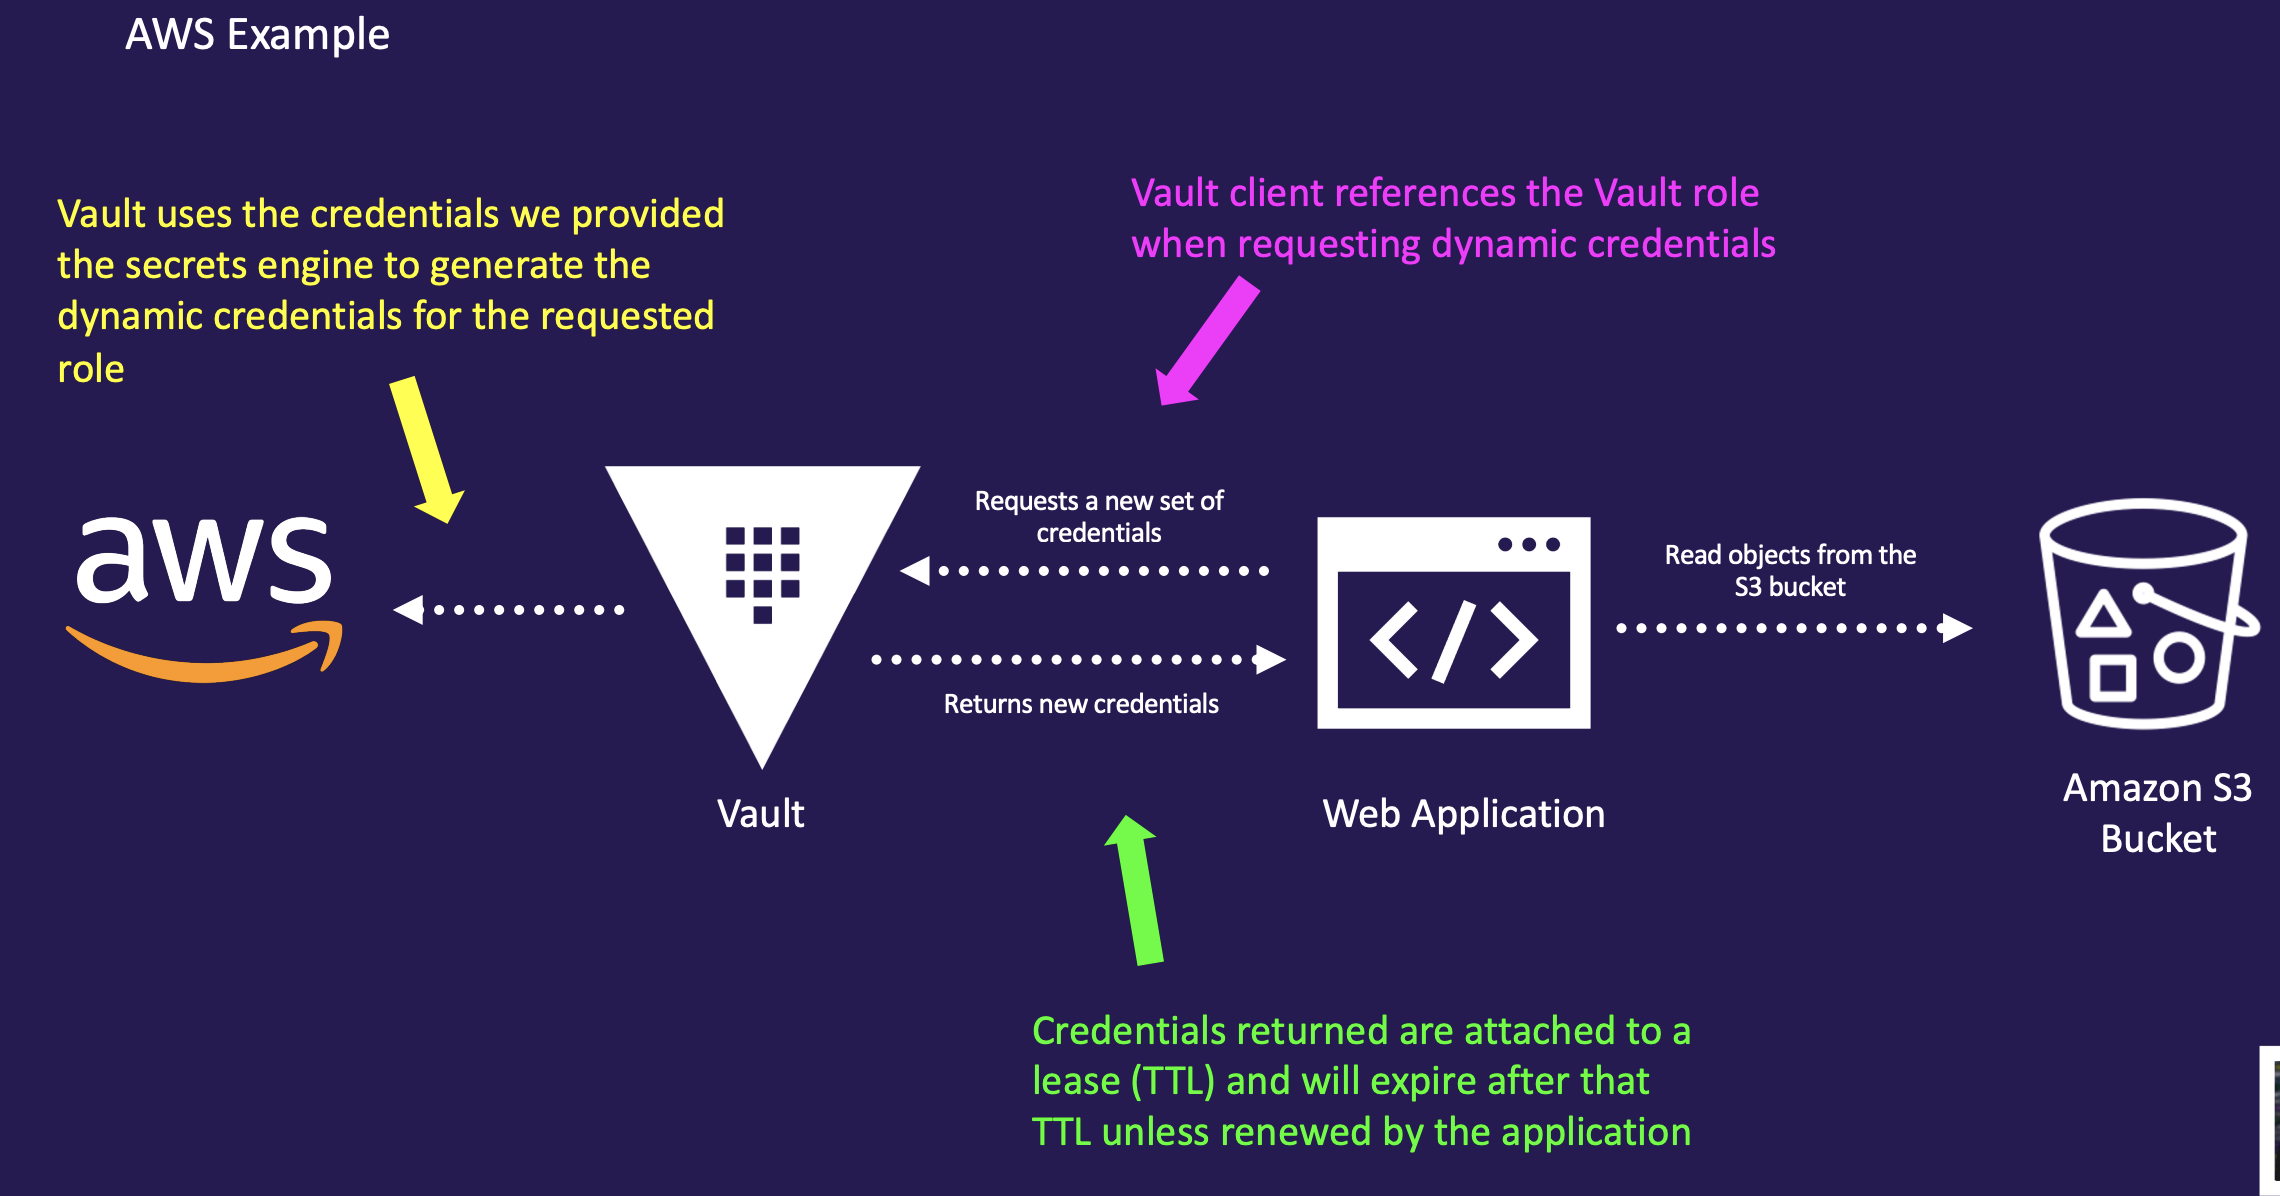 AWS Example
Vault uses the credentials we provided
the secrets engine to generate the
dynamic credentials for the requested
role
Vault client references the Vault role
when requesting dynamic credentials
aws
Requests a new set of
credentials
Returns new credentials
</>
Read objects from the
S3 bucket
Vault
Web Application
Amazon S3
Bucket
Credentials returned are attached to a
lease (TTL) and will expire after that
TTL unless renewed by the application